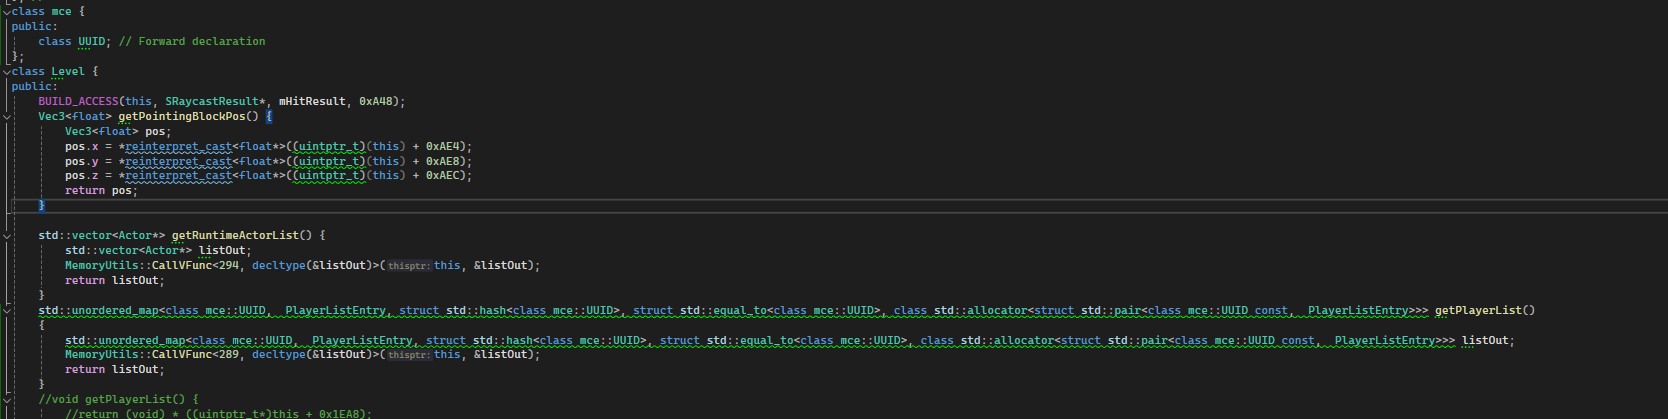 class mce {
public:
    class UUID; // Forward declaration
};
class Level {
public:
    BUILD_ACCESS(this, SRaycastResult*, mHitResult, 0xA48);
    Vec3<float> getPointingBlockPos() {
        Vec3<float> pos;
        pos.x = *reinterpret_cast<float*>((uintptr_t)(this) + 0xAE4);
        pos.y = *reinterpret_cast<float*>((uintptr_t)(this) + 0xAE8);
        pos.z = *reinterpret_cast<float*>((uintptr_t)(this) + 0xAEC);
        return pos;
    }
    std::vector<Actor*> getRuntimeActorList() {
        std::vector<Actor*> listOut;
        MemoryUtils::CallVFunc<294, decltype(&listOut)>(thisptr: this, &listOut);
        return listOut;
    }
    std::unordered_map<class mce::UUID,  PlayerListEntry, struct std::hash<class mce::UUID>, struct std::equal_to<class mce::UUID>, class std::allocator<struct std::pair<class mce::UUID const,  PlayerListEntry>>> getPlayerList()
    {
        std::unordered_map<class mce::UUID,  PlayerListEntry, struct std::hash<class mce::UUID>, struct std::equal_to<class mce::UUID>, class std::allocator<struct std::pair<class mce::UUID const,  PlayerListEntry>>> listOut;
        MemoryUtils::CallVFunc<289, decltype(&listOut)>(thisptr: this, &listOut);
        return listOut;
    }
    //void getPlayerList() {
        //return (void) * ((uintptr_t*)this + 0x1EA8);